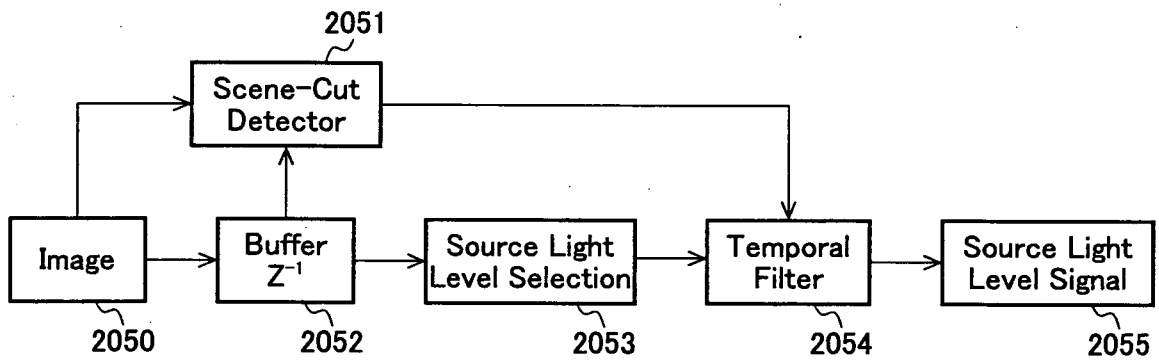 2051
Scene-Cut
Detector
Image
Buffer
Z⁻¹
Source Light
Level Selection
Temporal
Filter
Source Light
Level Signal
2050
2052
2053
2054
2055